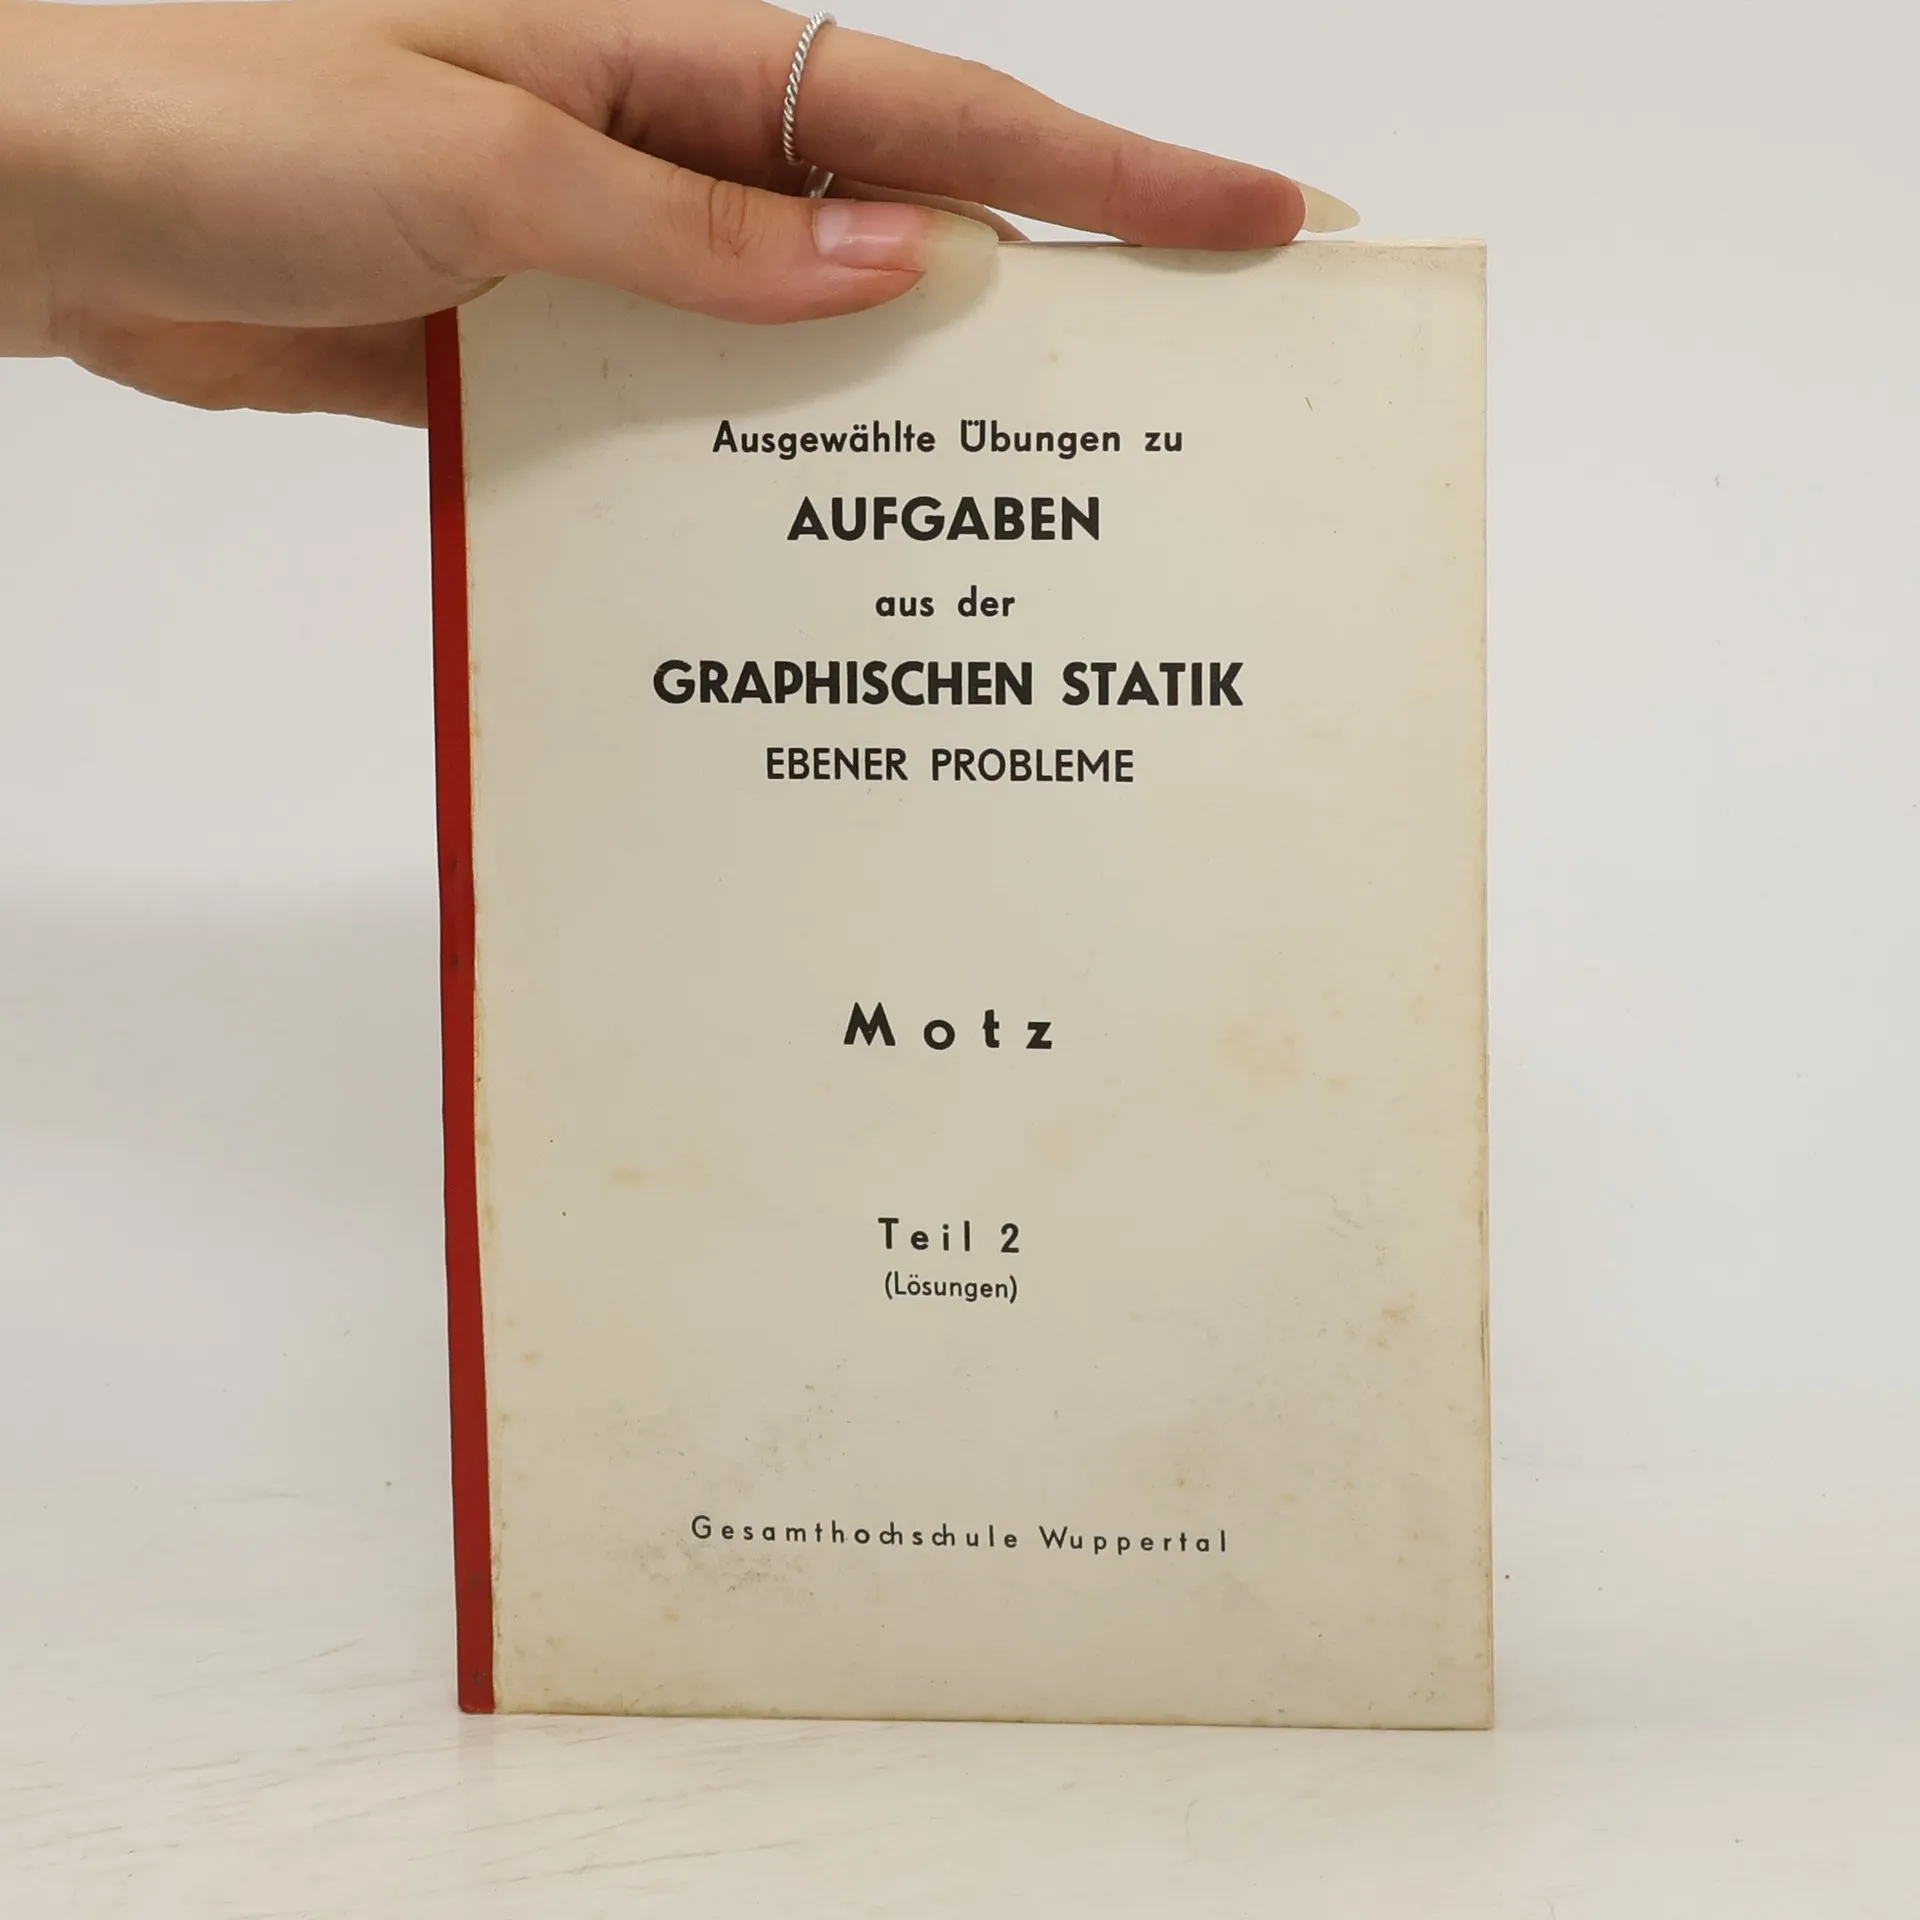 Ausgewählte Übungen zu
AUFGABEN
aus der
GRAPHISCHEN STATIK
EBENER PROBLEME
Motz
Teil 2
(Lösungen)
Gesamthochschule Wuppertal